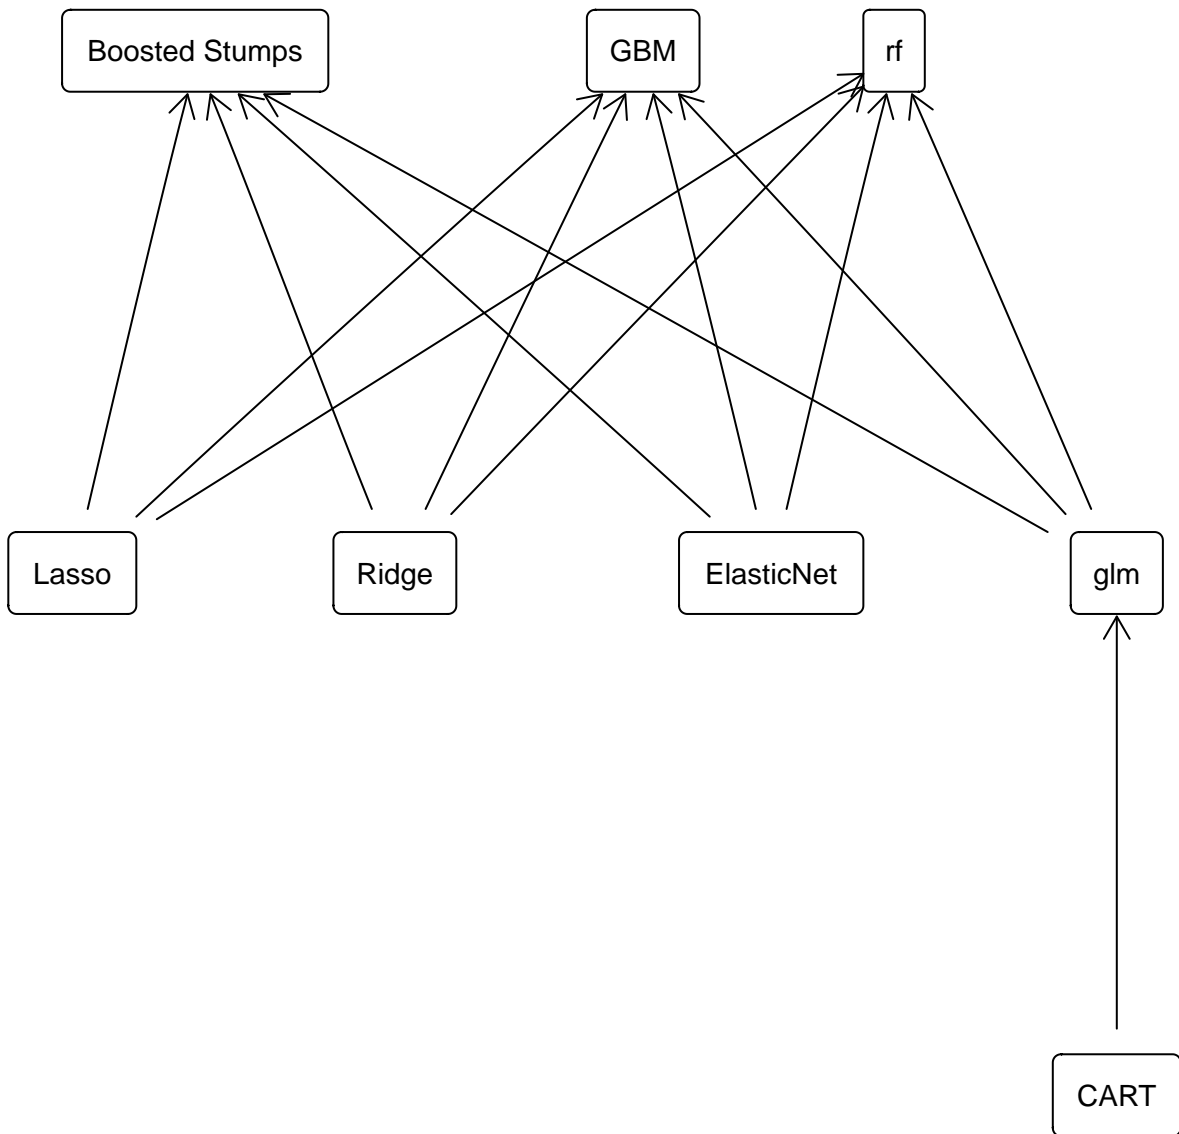 Boosted Stumps
GBM
rf
Lasso
Ridge
ElasticNet
glm
CART